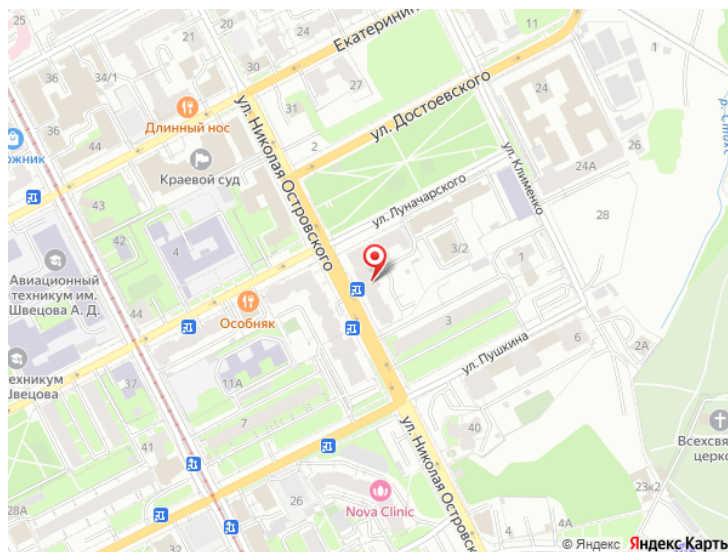 25
21
Екатеринин
1
20
30
27
24
36
34/1
ул. Достоевского
44
Длинный нос
31
ожник
44
2
26
Краевой суд
24А
ул. Николая Островского
ул. Клименко
43
ул. Луначарского
28
42
3/2
1
Авиационный
техникум им.
Швецова А. Д.
4
44
Особняк
3
6
2А
ул. Пушкина
техникум
Швецова
37
11А
7
40
Всехсвя
церко
41
ул. Николая Островск
23к2
28А
26
Nova Clinic
4
4
4А
© Яндекс
Яндекс Карты